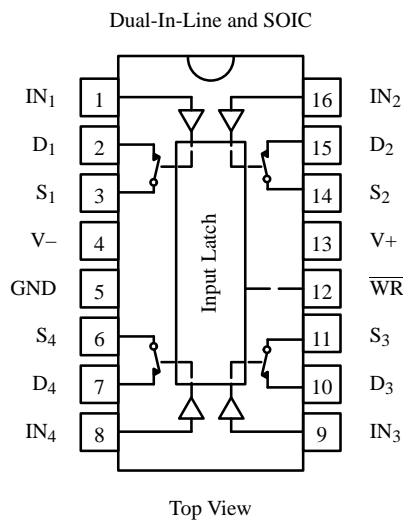 Dual-In-Line and SOIC
IN1 1 16 IN2
D1 2 15 D2
S1 3 14 S2
V– 4 13 V+
GND 5 Input Latch 12 W̅R̅
S4 6 11 S3
D4 7 10 D3
IN4 8 9 IN3
Top View